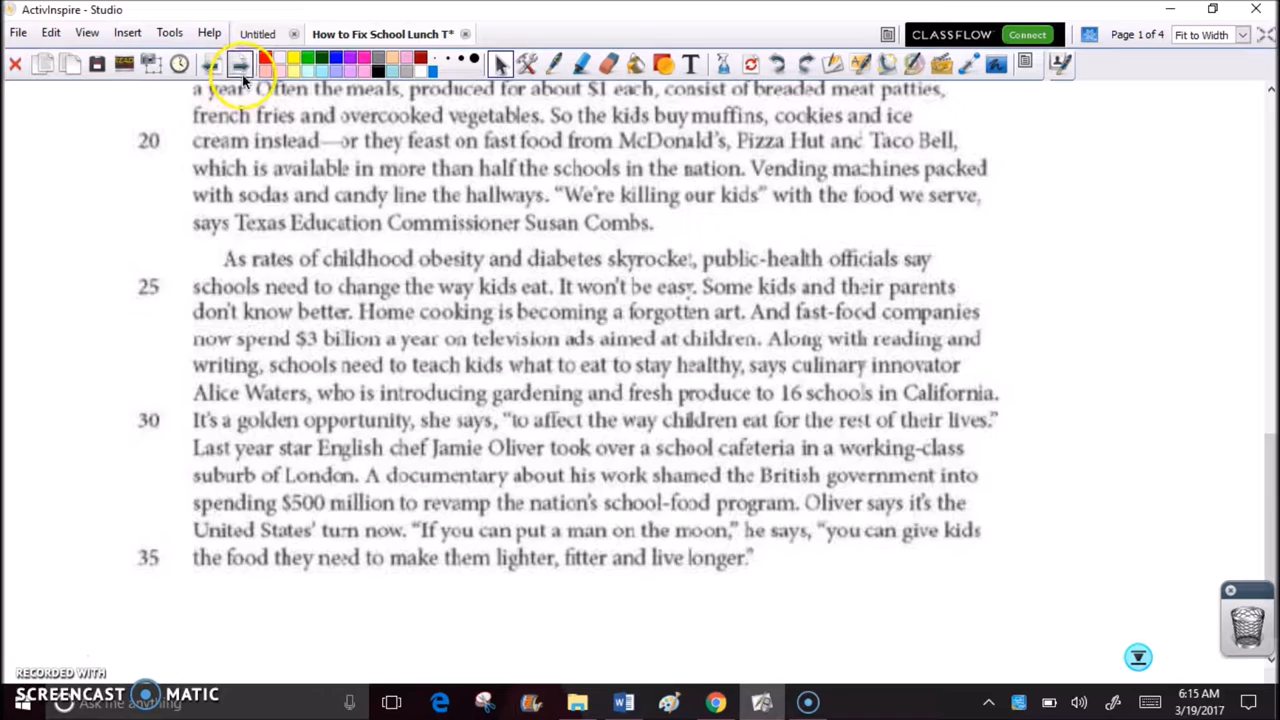 ActivInspire - Studio
File Edit View Insert Tools Help Untitled How to Fix School Lunch T* CLASSFLOW Connect Page 1 of 4 Fit to Width
a year. Often the meals, produced for about $1 each, consist of breaded meat patties,
french fries and overcooked vegetables. So the kids buy muffins, cookies and ice
20 cream instead—or they feast on fast food from McDonald's, Pizza Hut and Taco Bell,
which is available in more than half the schools in the nation. Vending machines packed
with sodas and candy line the hallways. “We're killing our kids” with the food we serve,
says Texas Education Commissioner Susan Combs.
As rates of childhood obesity and diabetes skyrocket, public-health officials say
25 schools need to change the way kids eat. It won't be easy. Some kids and their parents
don't know better. Home cooking is becoming a forgotten art. And fast-food companies
now spend $3 billion a year on television ads aimed at children. Along with reading and
writing, schools need to teach kids what to eat to stay healthy, says culinary innovator
Alice Waters, who is introducing gardening and fresh produce to 16 schools in California.
30 It's a golden opportunity, she says, “to affect the way children eat for the rest of their lives.”
Last year star English chef Jamie Oliver took over a school cafeteria in a working-class
suburb of London. A documentary about his work shamed the British government into
spending $500 million to revamp the nation's school-food program. Oliver says it's the
United States' turn now. “If you can put a man on the moon,” he says, “you can give kids
35 the food they need to make them lighter, fitter and live longer.”
RECORDED WITH
SCREENCAST MATIC
Ask me anything
6:15 AM
3/19/2017